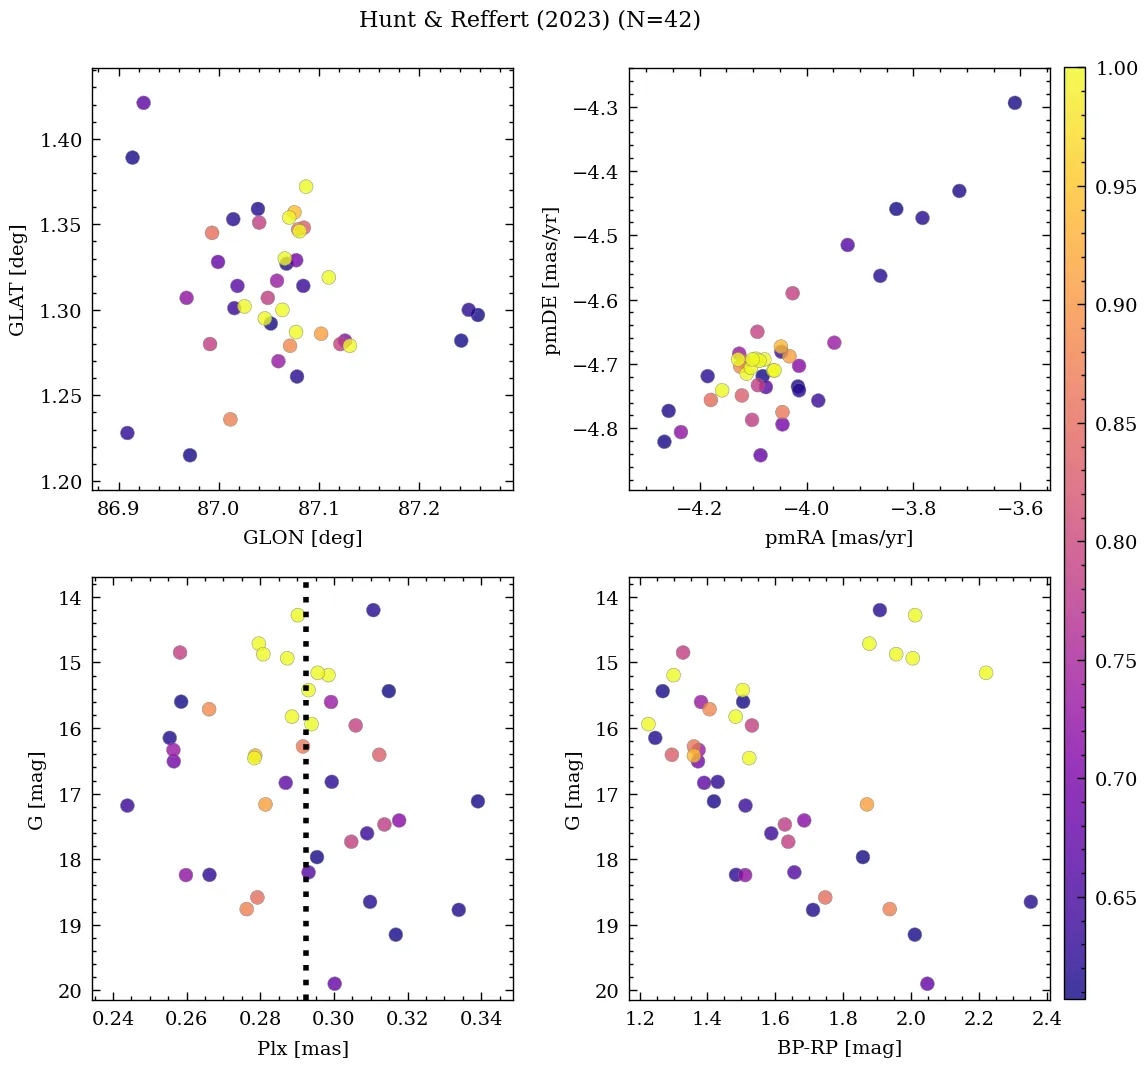 Hunt & Reffert (2023) (N=42)
1.40
1.35
1.30
1.25
1.20
GLAT [deg]
86.9 87.0 87.1 87.2
GLON [deg]
−4.3
−4.4
−4.5
−4.6
−4.7
−4.8
pmDE [mas/yr]
−4.2 −4.0 −3.8 −3.6
pmRA [mas/yr]
14
15
16
17
18
19
20
G [mag]
0.24 0.26 0.28 0.30 0.32 0.34
Plx [mas]
14
15
16
17
18
19
20
G [mag]
1.2 1.4 1.6 1.8 2.0 2.2 2.4
BP-RP [mag]
1.00
0.95
0.90
0.85
0.80
0.75
0.70
0.65